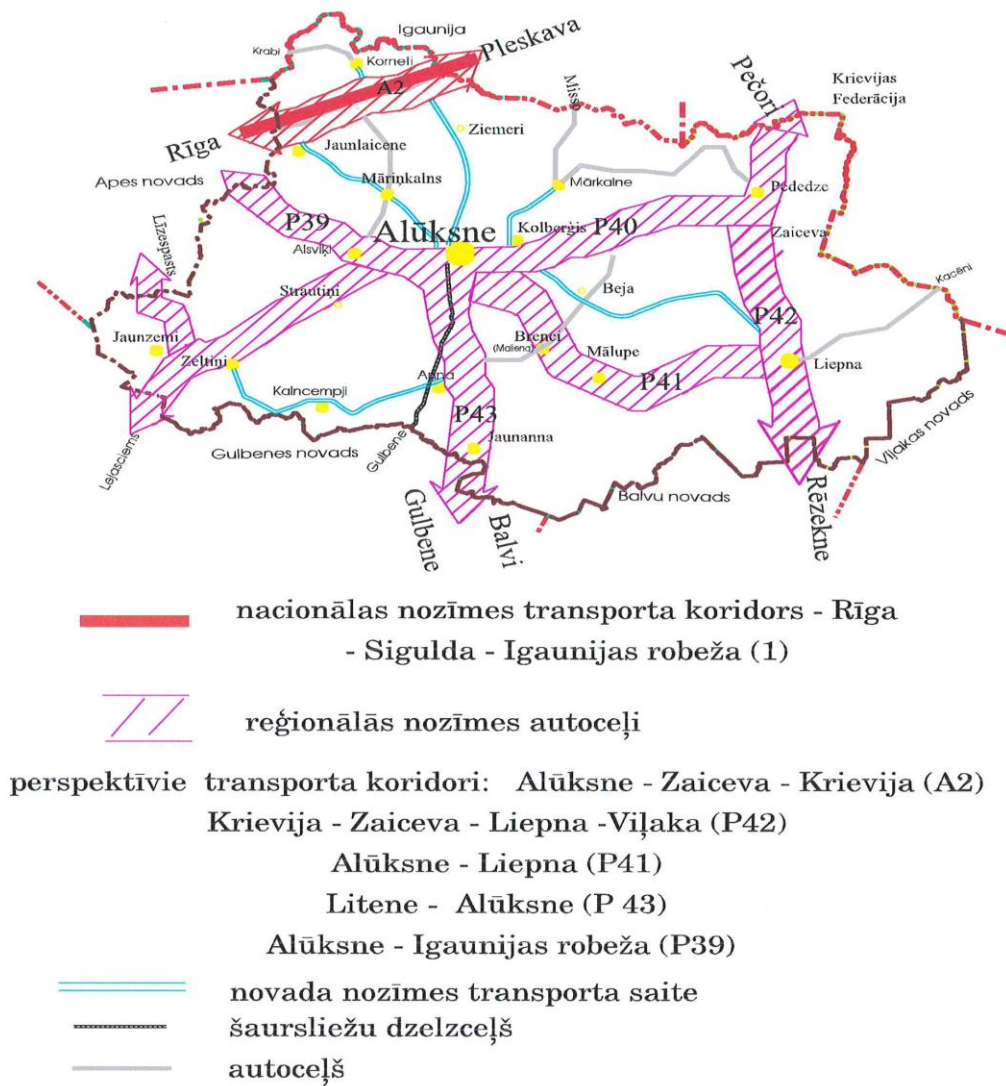 Igaunija
Pleskava
Krabi
Korneli
A2
Rīga
Pečori
Krievijas
Federācija
Misso
Ziemeri
Jaunlaicene
Apes novads
Māriņkalns
Mārkalne
Pededze
P39
Alūksne
Kolberģis
P40
Zaiceva
Līzespasts
Alsviķi
Strautiņi
Beja
Kacēni
P42
Jaunzemi
Brenci
(Maliena)
Mālupe
Zeltiņi
Liepna
P41
Kalncempji
Anna
P43
Lejasciems
Gulbenes novads
Gulbene
Jaunanna
Viļakas novads
Balvu novads
Gulbene
Balvi
Rēzekne
nacionālas nozīmes transporta koridors - Rīga
- Sigulda - Igaunijas robeža (1)
reģionālās nozīmes autoceļi
perspektīvie transporta koridori: Alūksne - Zaiceva - Krievija (A2)
Krievija - Zaiceva - Liepna -Viļaka (P42)
Alūksne - Liepna (P41)
Litene - Alūksne (P 43)
Alūksne - Igaunijas robeža (P39)
novada nozīmes transporta saite
šaursliežu dzelzceļš
autoceļš